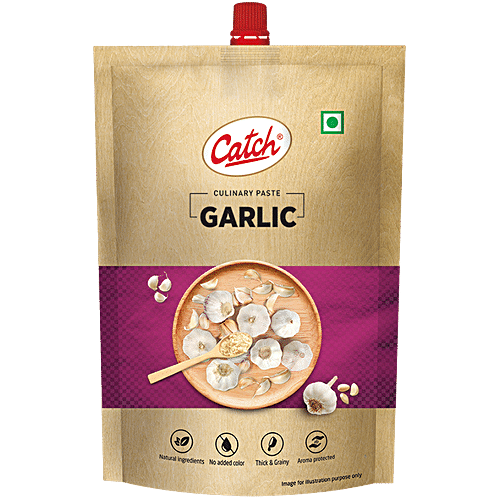 Catch®
CULINARY PASTE
GARLIC
Natural ingredients
No added color
Thick & Grainy
Aroma protected
Image for illustration purpose only